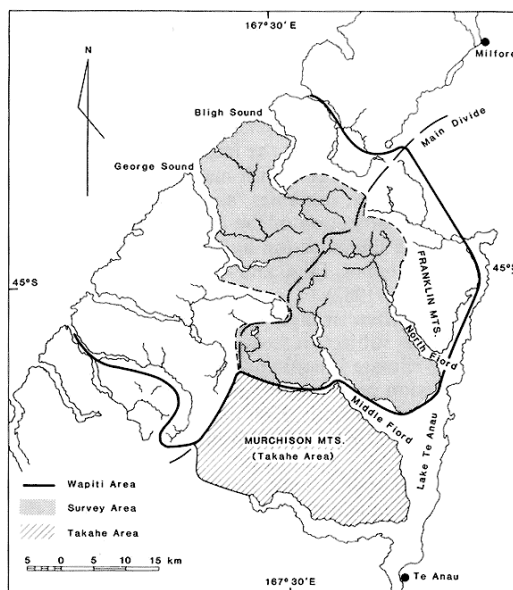 167°30'E
N
Milford
Main Divide
Bligh Sound
George Sound
45°S
45°S
FRANKLIN MTS.
North Fiord
Middle Fiord
Lake Te Anau
MURCHISON MTS.
(Takahe Area)
Wapiti Area
Survey Area
Takahe Area
5 0 5 10 15 km
Te Anau
167°30'E